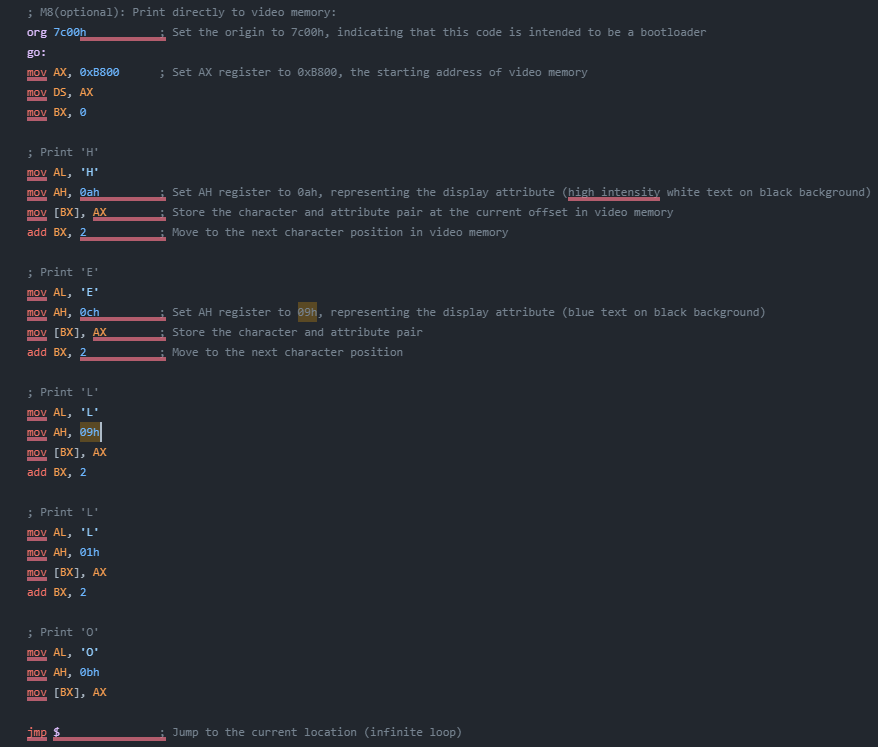 ; M8(optional): Print directly to video memory:
org 7c00h ; Set the origin to 7c00h, indicating that this code is intended to be a bootloader
go:
mov AX, 0xB800 ; Set AX register to 0xB800, the starting address of video memory
mov DS, AX
mov BX, 0
; Print 'H'
mov AL, 'H'
mov AH, 0ah ; Set AH register to 0ah, representing the display attribute (high intensity white text on black background)
mov [BX], AX ; Store the character and attribute pair at the current offset in video memory
add BX, 2 ; Move to the next character position in video memory
; Print 'E'
mov AL, 'E'
mov AH, 0ch ; Set AH register to 09h, representing the display attribute (blue text on black background)
mov [BX], AX ; Store the character and attribute pair
add BX, 2 ; Move to the next character position
; Print 'L'
mov AL, 'L'
mov AH, 09h
mov [BX], AX
add BX, 2
; Print 'L'
mov AL, 'L'
mov AH, 01h
mov [BX], AX
add BX, 2
; Print 'O'
mov AL, 'O'
mov AH, 0bh
mov [BX], AX
jmp $ ; Jump to the current location (infinite loop)